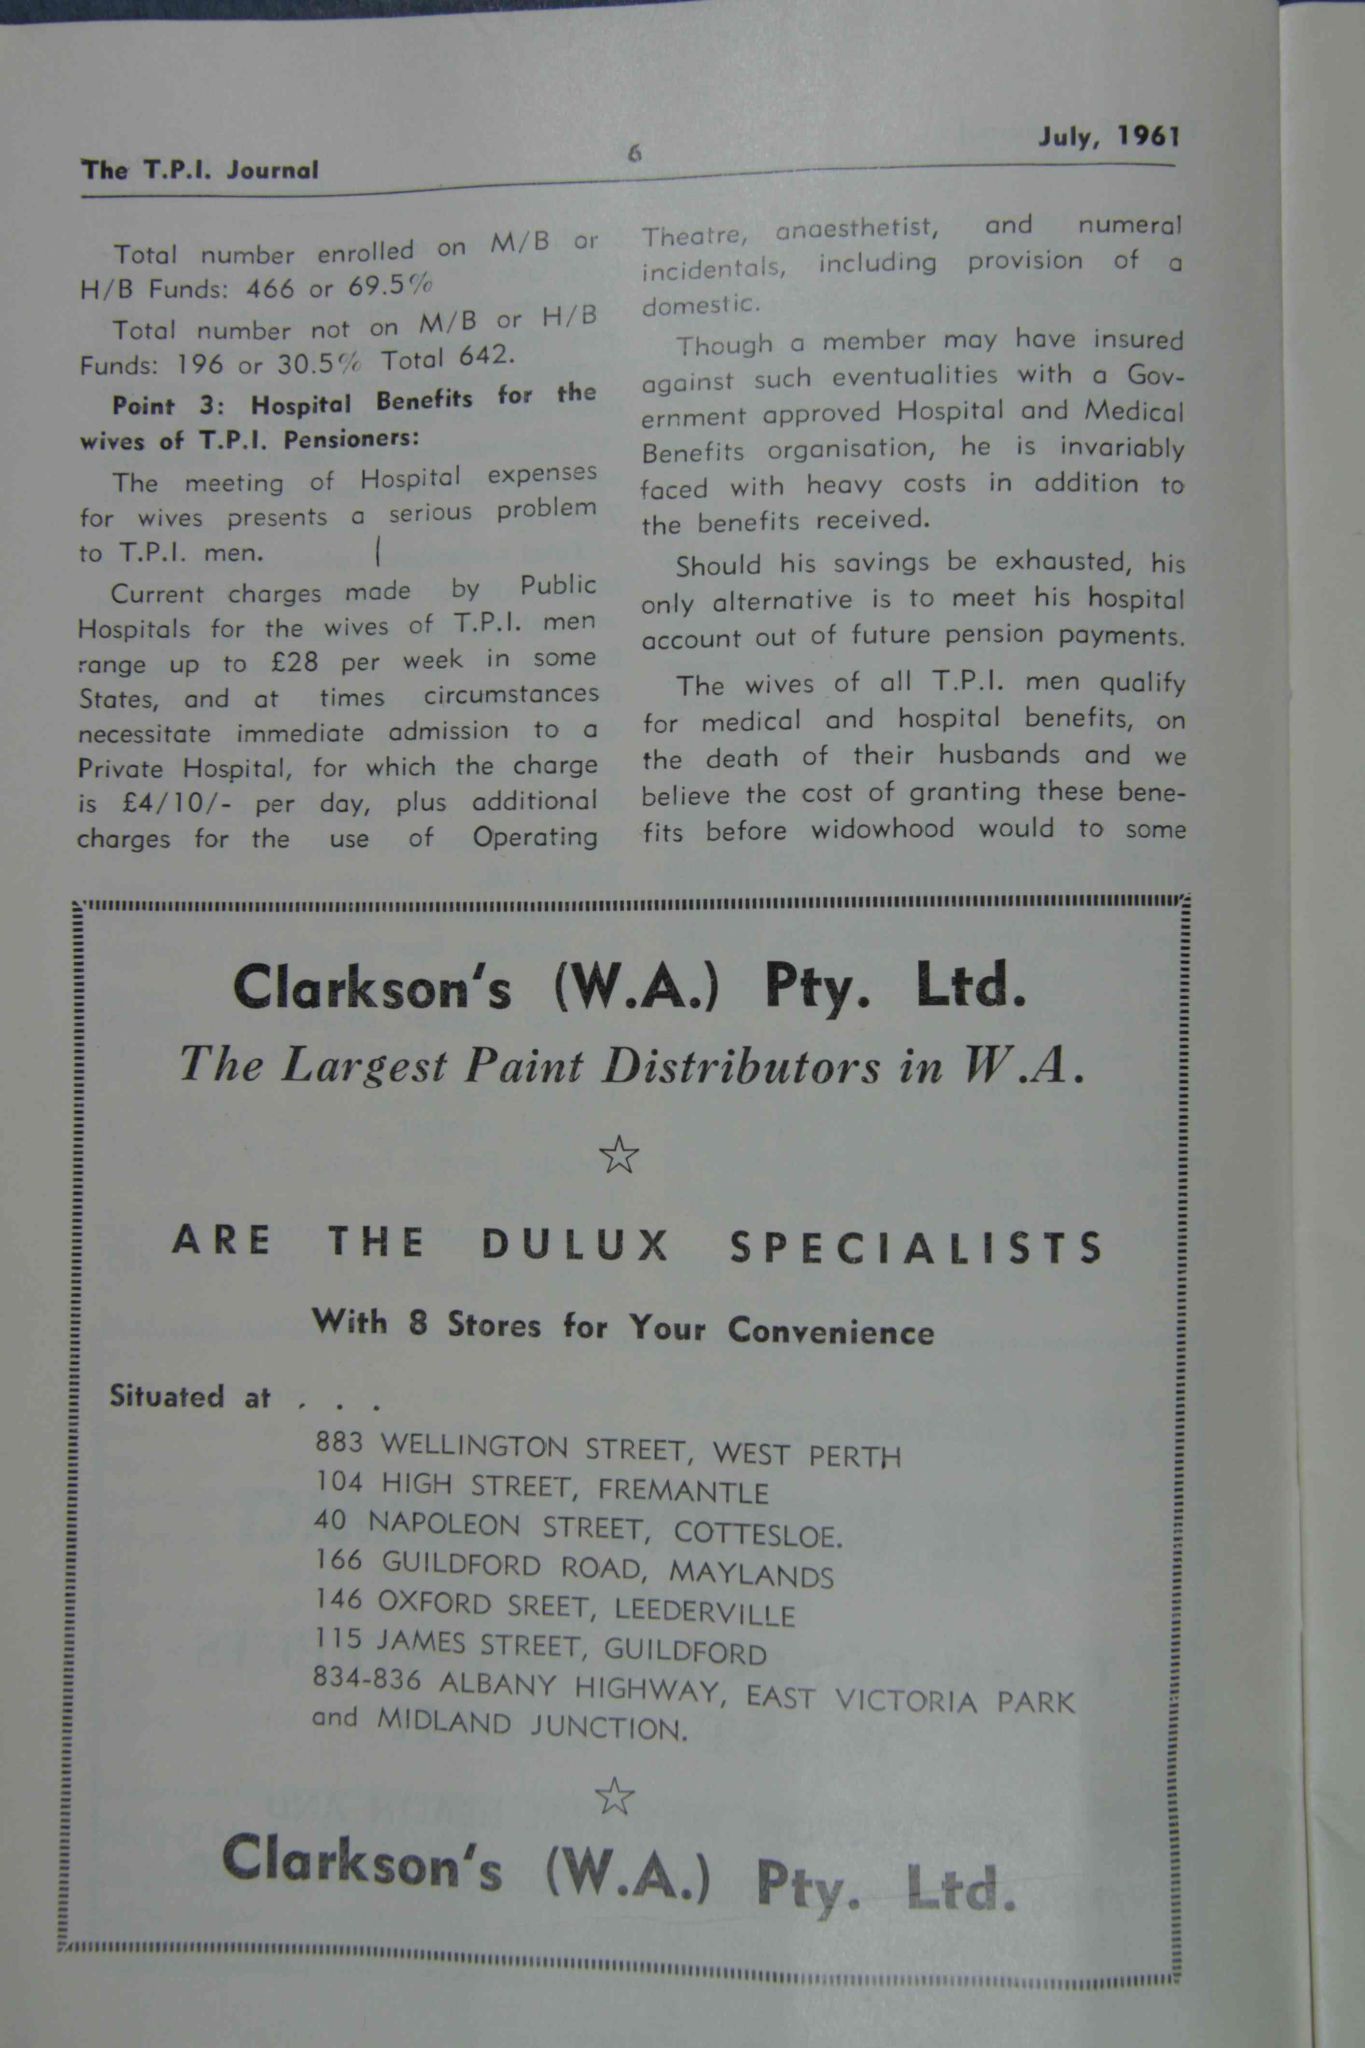 The T.P.I. Journal
6
July, 1961
Total number enrolled on M/B or
H/B Funds: 466 or 69.5%
Total number not on M/B or H/B
Funds: 196 or 30.5% Total 642.
Point 3: Hospital Benefits for the
wives of T.P.I. Pensioners:
The meeting of Hospital expenses
for wives presents a serious problem
to T.P.I. men.
Current charges made by Public
Hospitals for the wives of T.P.I. men
range up to £28 per week in some
States, and at times circumstances
necessitate immediate admission to a
Private Hospital, for which the charge
is £4/10/- per day, plus additional
charges for the use of Operating
Theatre, anaesthetist, and numeral
incidentals, including provision of a
domestic.
Though a member may have insured
against such eventualities with a Gov-
ernment approved Hospital and Medical
Benefits organisation, he is invariably
faced with heavy costs in addition to
the benefits received.
Should his savings be exhausted, his
only alternative is to meet his hospital
account out of future pension payments.
The wives of all T.P.I. men qualify
for medical and hospital benefits, on
the death of their husbands and we
believe the cost of granting these bene-
fits before widowhood would to some
Clarkson's (W.A.) Pty. Ltd.
The Largest Paint Distributors in W.A.
ARE THE DULUX SPECIALISTS
With 8 Stores for Your Convenience
Situated at . . .
883 WELLINGTON STREET, WEST PERTH
104 HIGH STREET, FREMANTLE
40 NAPOLEON STREET, COTTESLOE.
166 GUILDFORD ROAD, MAYLANDS
146 OXFORD SREET, LEEDERVILLE
115 JAMES STREET, GUILDFORD
834-836 ALBANY HIGHWAY, EAST VICTORIA PARK
and MIDLAND JUNCTION.
Clarkson's (W.A.) Pty. Ltd.